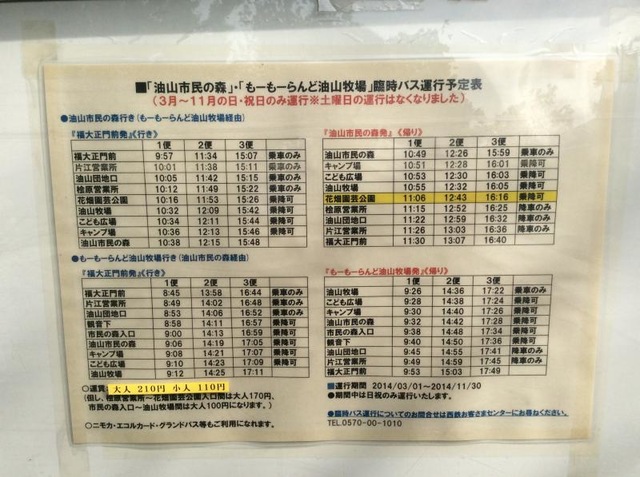 ■「油山市民の森」・「もーもーらんど油山牧場」臨時バス運行予定表
(3月～11月の日・祝日のみ運行※土曜日の運行はなくなりました)
●油山市民の森行き(もーもーらんど油山牧場経由)
『福大正門前発』《行き》
1便 2便 3便
福大正門前 9:57 11:34 15:07 乗車のみ
片江営業所 10:01 11:38 15:11 乗車のみ
油山団地口 10:05 11:42 15:15 乗車のみ
桧原営業所 10:12 11:49 15:22 乗車のみ
花畑園芸公園 10:16 11:53 15:26 乗降可
油山牧場 10:32 12:09 15:42 乗降可
こども広場 10:34 12:11 15:44 乗降可
キャンプ場 10:36 12:13 15:46 乗降可
油山市民の森 10:38 12:15 15:48
『油山市民の森発』《帰り》
1便 2便 3便
油山市民の森 10:49 12:26 15:59 乗車のみ
キャンプ場 10:51 12:28 16:01 乗降可
こども広場 10:53 12:30 16:03 乗降可
油山牧場 10:55 12:32 16:05 乗降可
花畑園芸公園 11:06 12:43 16:16 乗降可
桧原営業所 11:15 12:52 16:25 降車のみ
油山団地口 11:22 12:59 16:32 降車のみ
片江営業所 11:26 13:03 16:36 降車のみ
福大正門前 11:30 13:07 16:40
●もーもーらんど油山牧場行き(油山市民の森経由)
『福大正門前発』《行き》
1便 2便 3便
福大正門前 8:45 13:58 16:44 乗車のみ
片江営業所 8:49 14:02 16:48 乗車のみ
油山団地口 8:53 14:06 16:52 乗車のみ
観音下 8:58 14:11 16:57 乗降可
市民の森入口 9:00 14:13 16:59 乗降可
油山市民の森 9:06 14:19 17:05 乗降可
キャンプ場 9:08 14:21 17:07 乗降可
こども広場 9:10 14:23 17:09 乗降可
油山牧場 9:12 14:25 17:11
『もーもーらんど油山牧場発』《帰り》
1便 2便 3便
油山牧場 9:26 14:36 17:22 乗車のみ
こども広場 9:28 14:38 17:24 乗降可
キャンプ場 9:30 14:40 17:26 乗降可
油山市民の森 9:32 14:42 17:28 乗降可
市民の森入口 9:38 14:48 17:34 乗降可
観音下 9:40 14:50 17:36 乗降可
油山団地口 9:45 14:55 17:41 降車のみ
片江営業所 9:49 14:59 17:45 降車のみ
福大正門前 9:53 15:03 17:49
○運賃 大人 210円 小人 110円
(但し、桧原営業所～花畑園芸公園入口間は大人170円、
市民の森入口～油山牧場間は大人100円になります。)
○ニモカ・エコルカード・グランドパス等もご利用になれます。
■運行期間 2014/03/01～2014/11/30
●期間中は日祝のみ運行いたします。
●臨時バス運行についてのお問合せは西鉄お客さまセンターにお尋ねください。
TEL.0570-00-1010